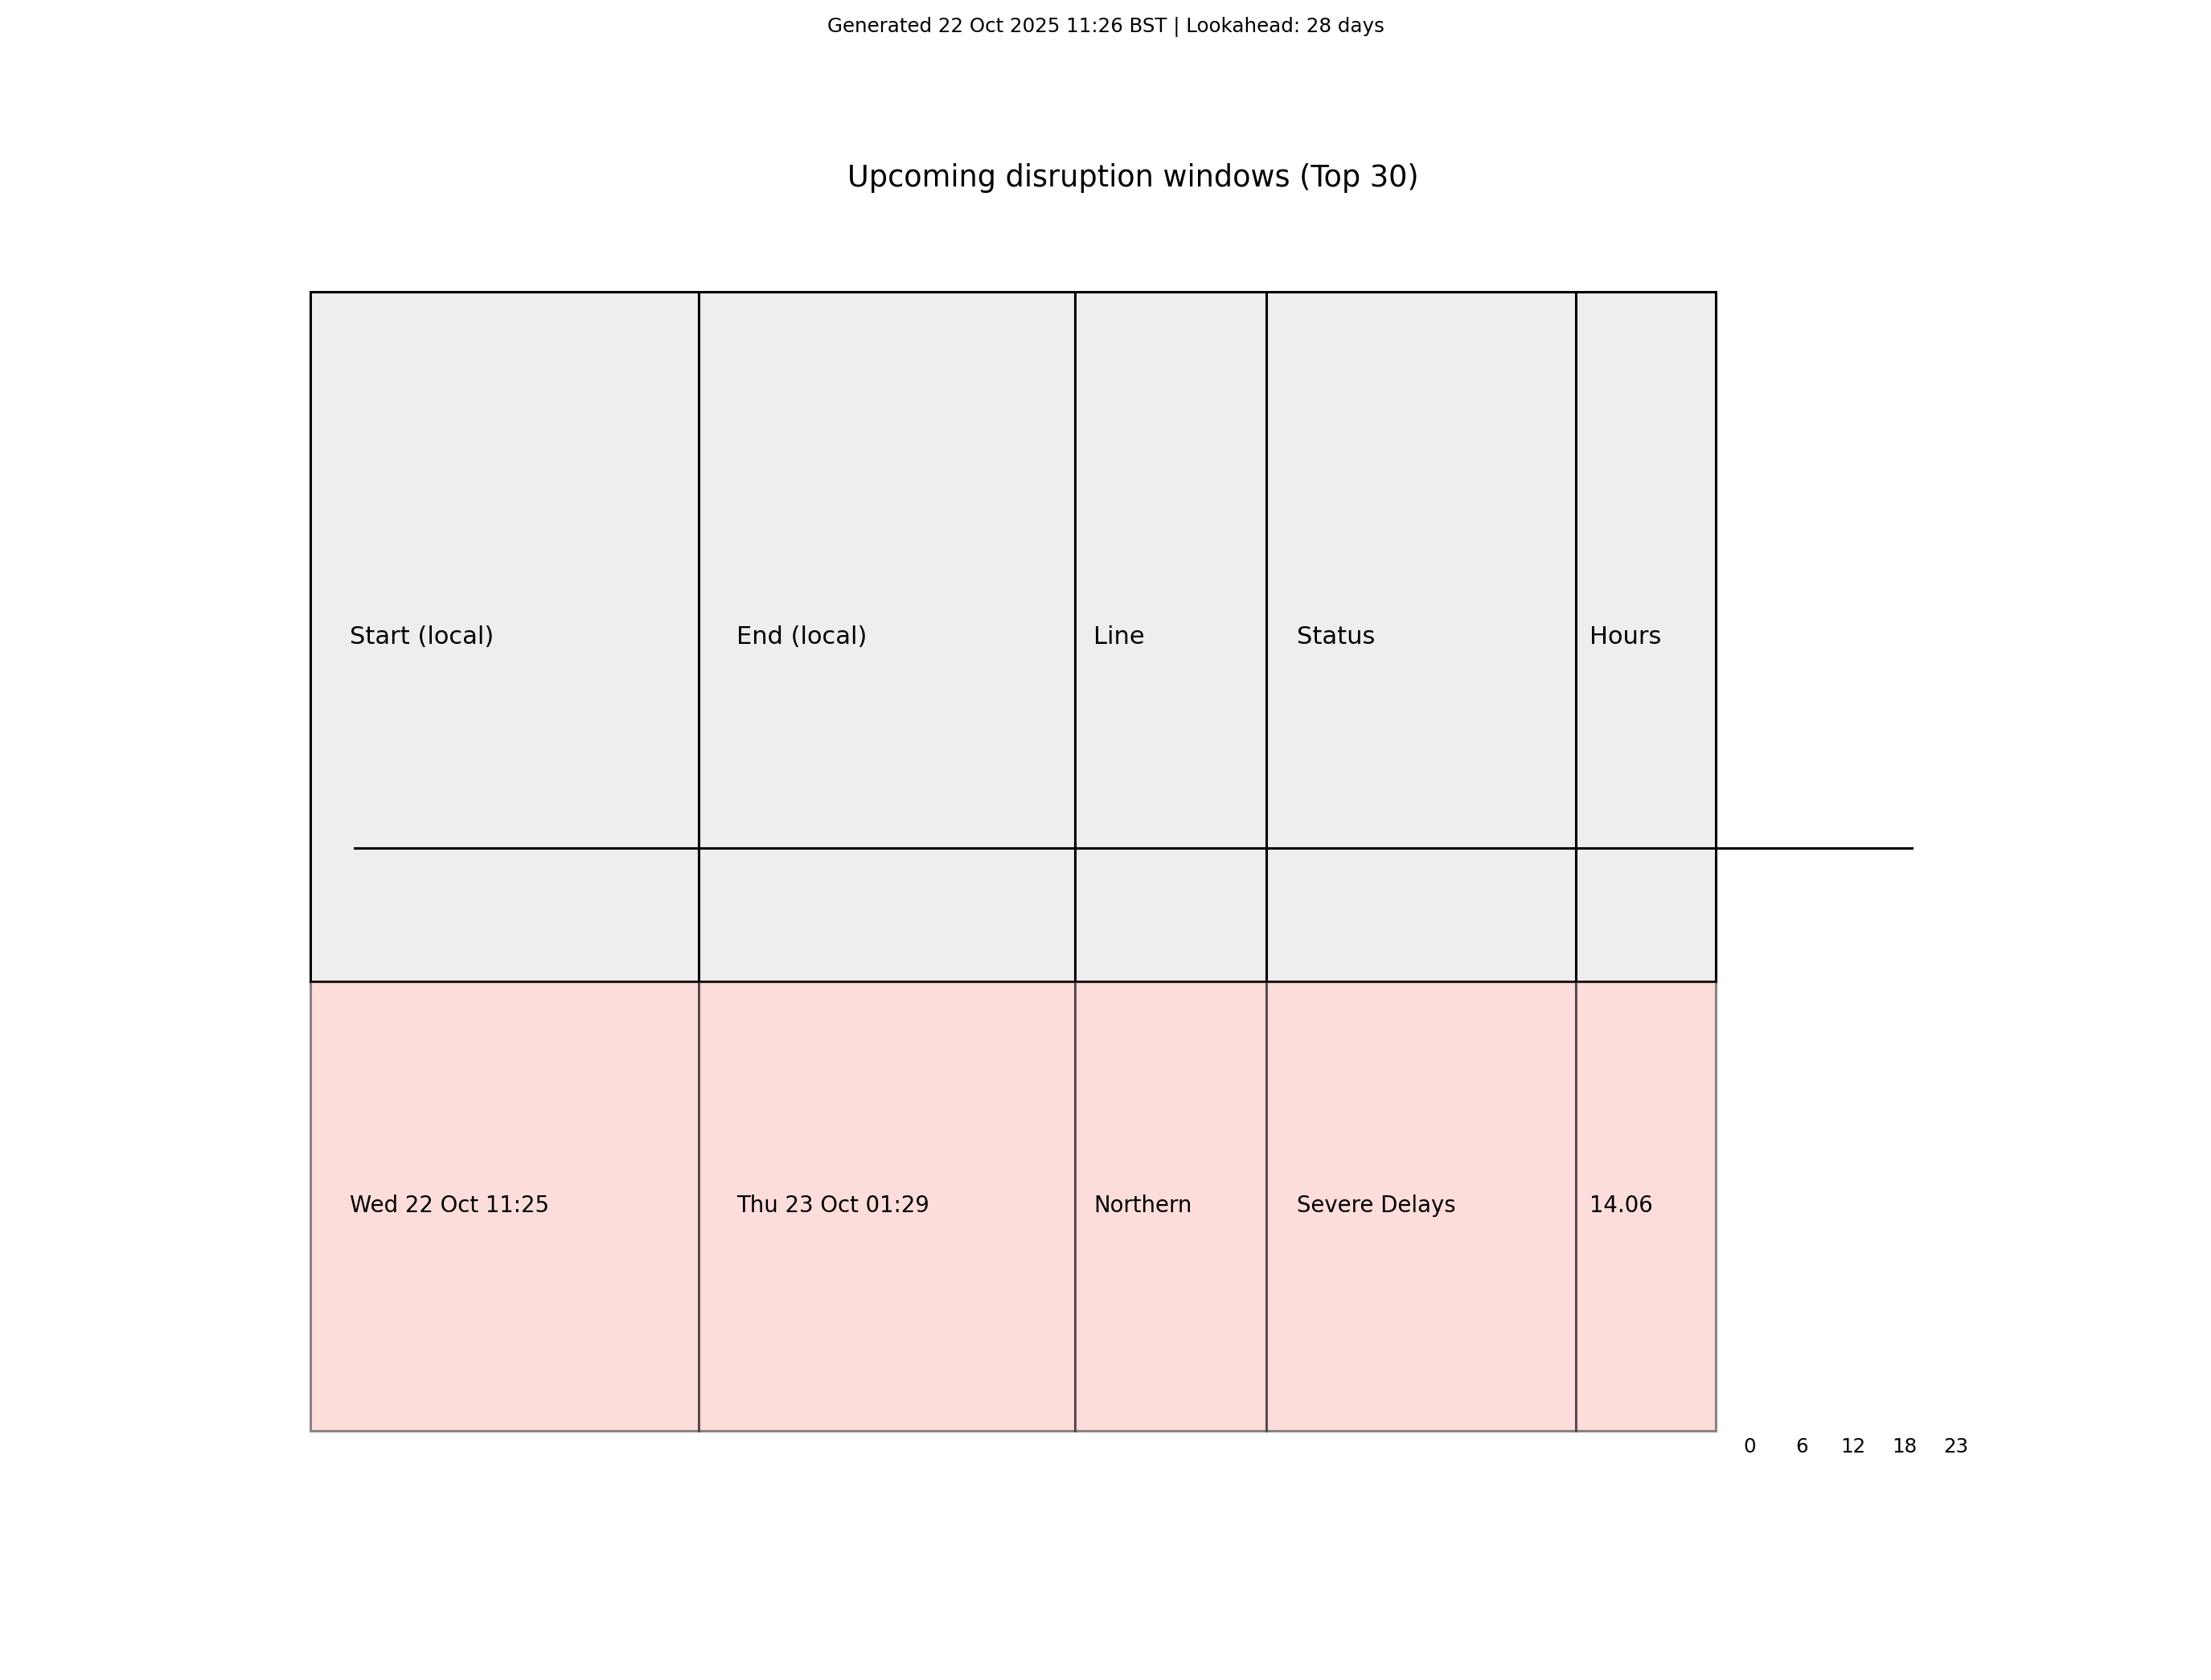 Generated 22 Oct 2025 11:26 BST | Lookahead: 28 days
Upcoming disruption windows (Top 30)
Start (local) End (local) Line Status Hours
Wed 22 Oct 11:25 Thu 23 Oct 01:29 Northern Severe Delays 14.06
0 6 12 18 23